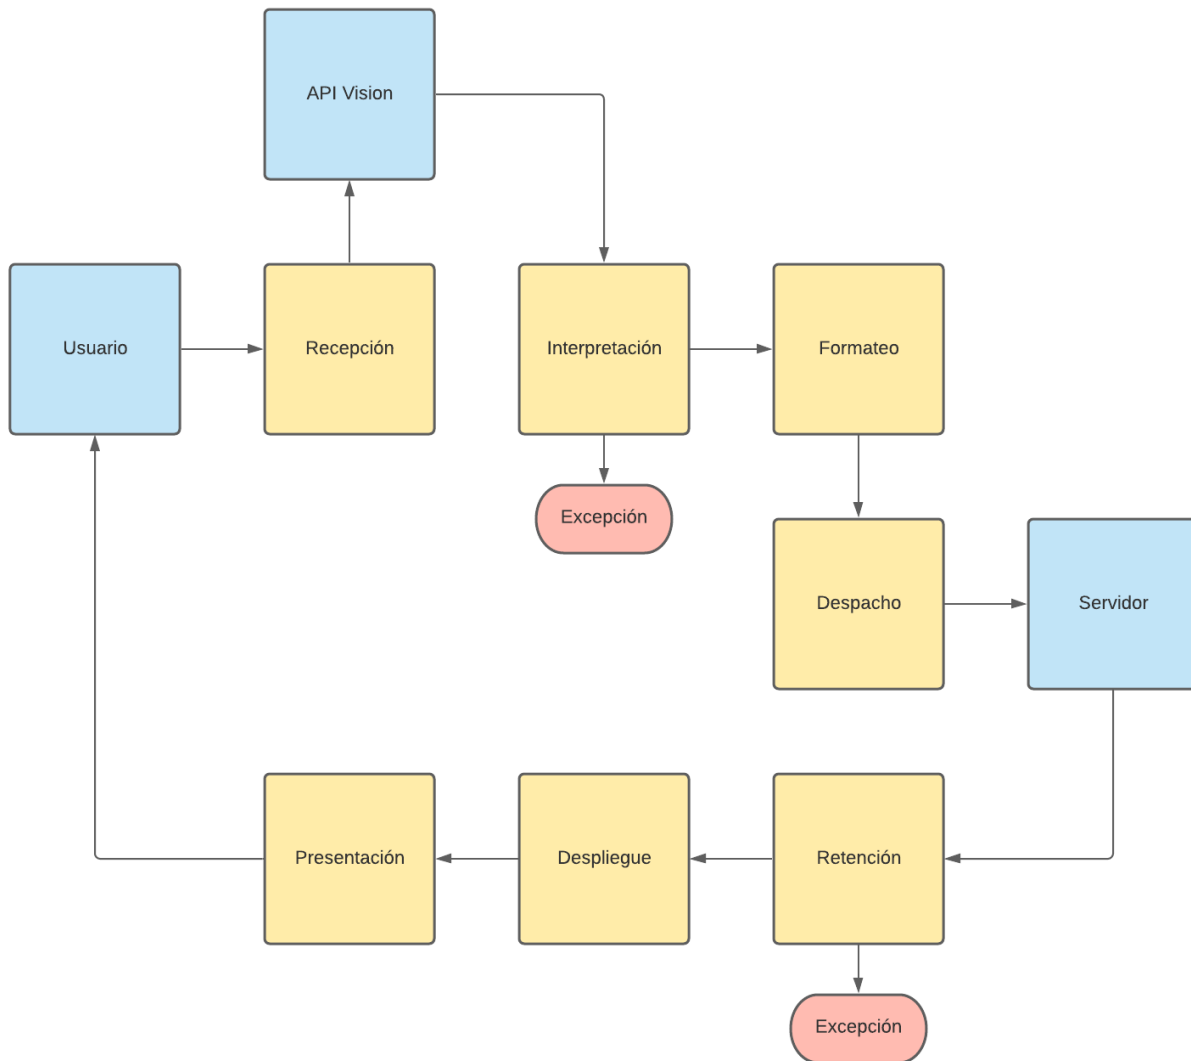 API Vision
Usuario
Recepción
Interpretación
Formateo
Excepción
Despacho
Servidor
Presentación
Despliegue
Retención
Excepción